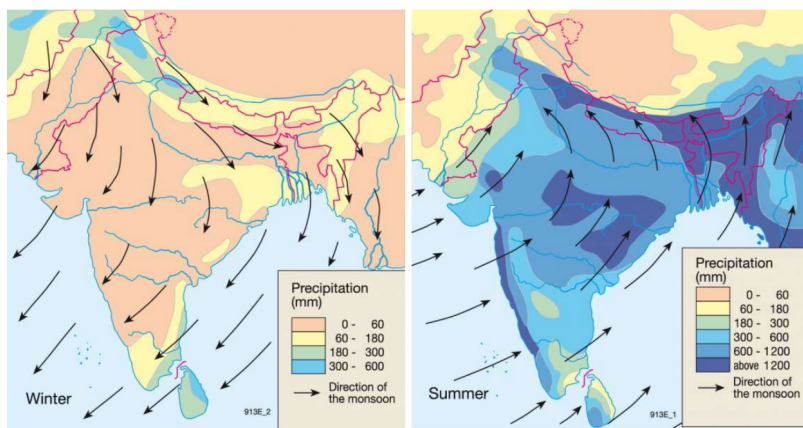 Precipitation
(mm)
0 - 60
60 - 180
180 - 300
300 - 600
Direction of
the monsoon
Winter
913E_2
Precipitation
(mm)
0 - 60
60 - 180
180 - 300
300 - 600
600 - 1200
above 1200
Direction of
the monsoon
Summer
913E_1